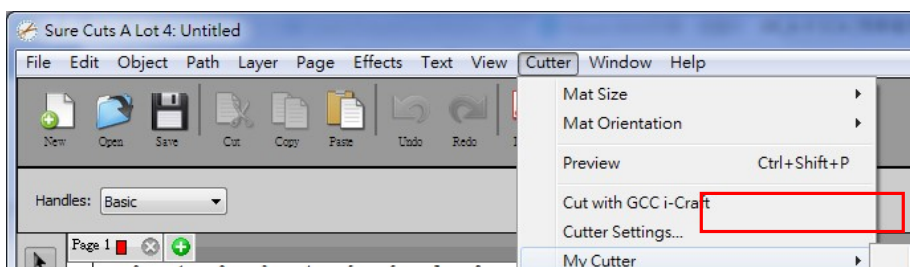 Sure Cuts A Lot 4: Untitled
File Edit Object Path Layer Page Effects Text View Cutter Window Help
New Open Save Cut Copy Paste Undo Redo
Handles: Basic
Page 1
Mat Size
Mat Orientation
Preview Ctrl+Shift+P
Cut with GCC i-Craft
Cutter Settings...
My Cutter